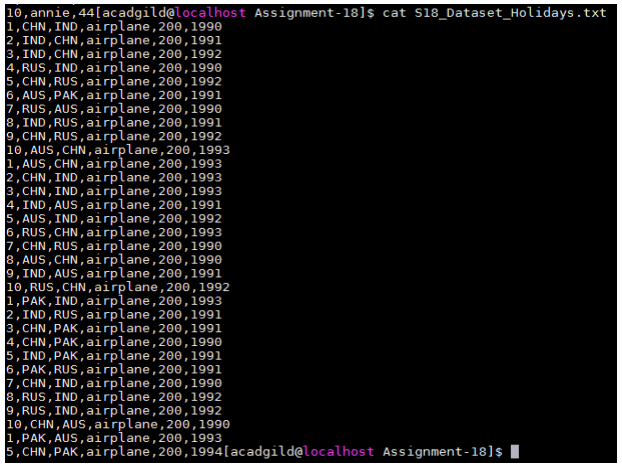 10,annie,44[acadgild@localhost Assignment-18]$ cat S18_Dataset_Holidays.txt
1,CHN,IND,airplane,200,1990
2,IND,CHN,airplane,200,1991
3,IND,CHN,airplane,200,1992
4,RUS,IND,airplane,200,1990
5,CHN,RUS,airplane,200,1992
6,AUS,PAK,airplane,200,1991
7,RUS,AUS,airplane,200,1990
8,IND,RUS,airplane,200,1991
9,CHN,RUS,airplane,200,1992
10,AUS,CHN,airplane,200,1993
1,AUS,CHN,airplane,200,1993
2,CHN,IND,airplane,200,1993
3,CHN,IND,airplane,200,1993
4,IND,AUS,airplane,200,1991
5,AUS,IND,airplane,200,1992
6,RUS,CHN,airplane,200,1993
7,CHN,RUS,airplane,200,1990
8,AUS,CHN,airplane,200,1990
9,IND,AUS,airplane,200,1991
10,RUS,CHN,airplane,200,1992
1,PAK,IND,airplane,200,1993
2,IND,RUS,airplane,200,1991
3,CHN,PAK,airplane,200,1991
4,CHN,PAK,airplane,200,1990
5,IND,PAK,airplane,200,1991
6,PAK,RUS,airplane,200,1991
7,CHN,IND,airplane,200,1990
8,RUS,IND,airplane,200,1992
9,RUS,IND,airplane,200,1992
10,CHN,AUS,airplane,200,1990
1,PAK,AUS,airplane,200,1993
5,CHN,PAK,airplane,200,1994[acadgild@localhost Assignment-18]$